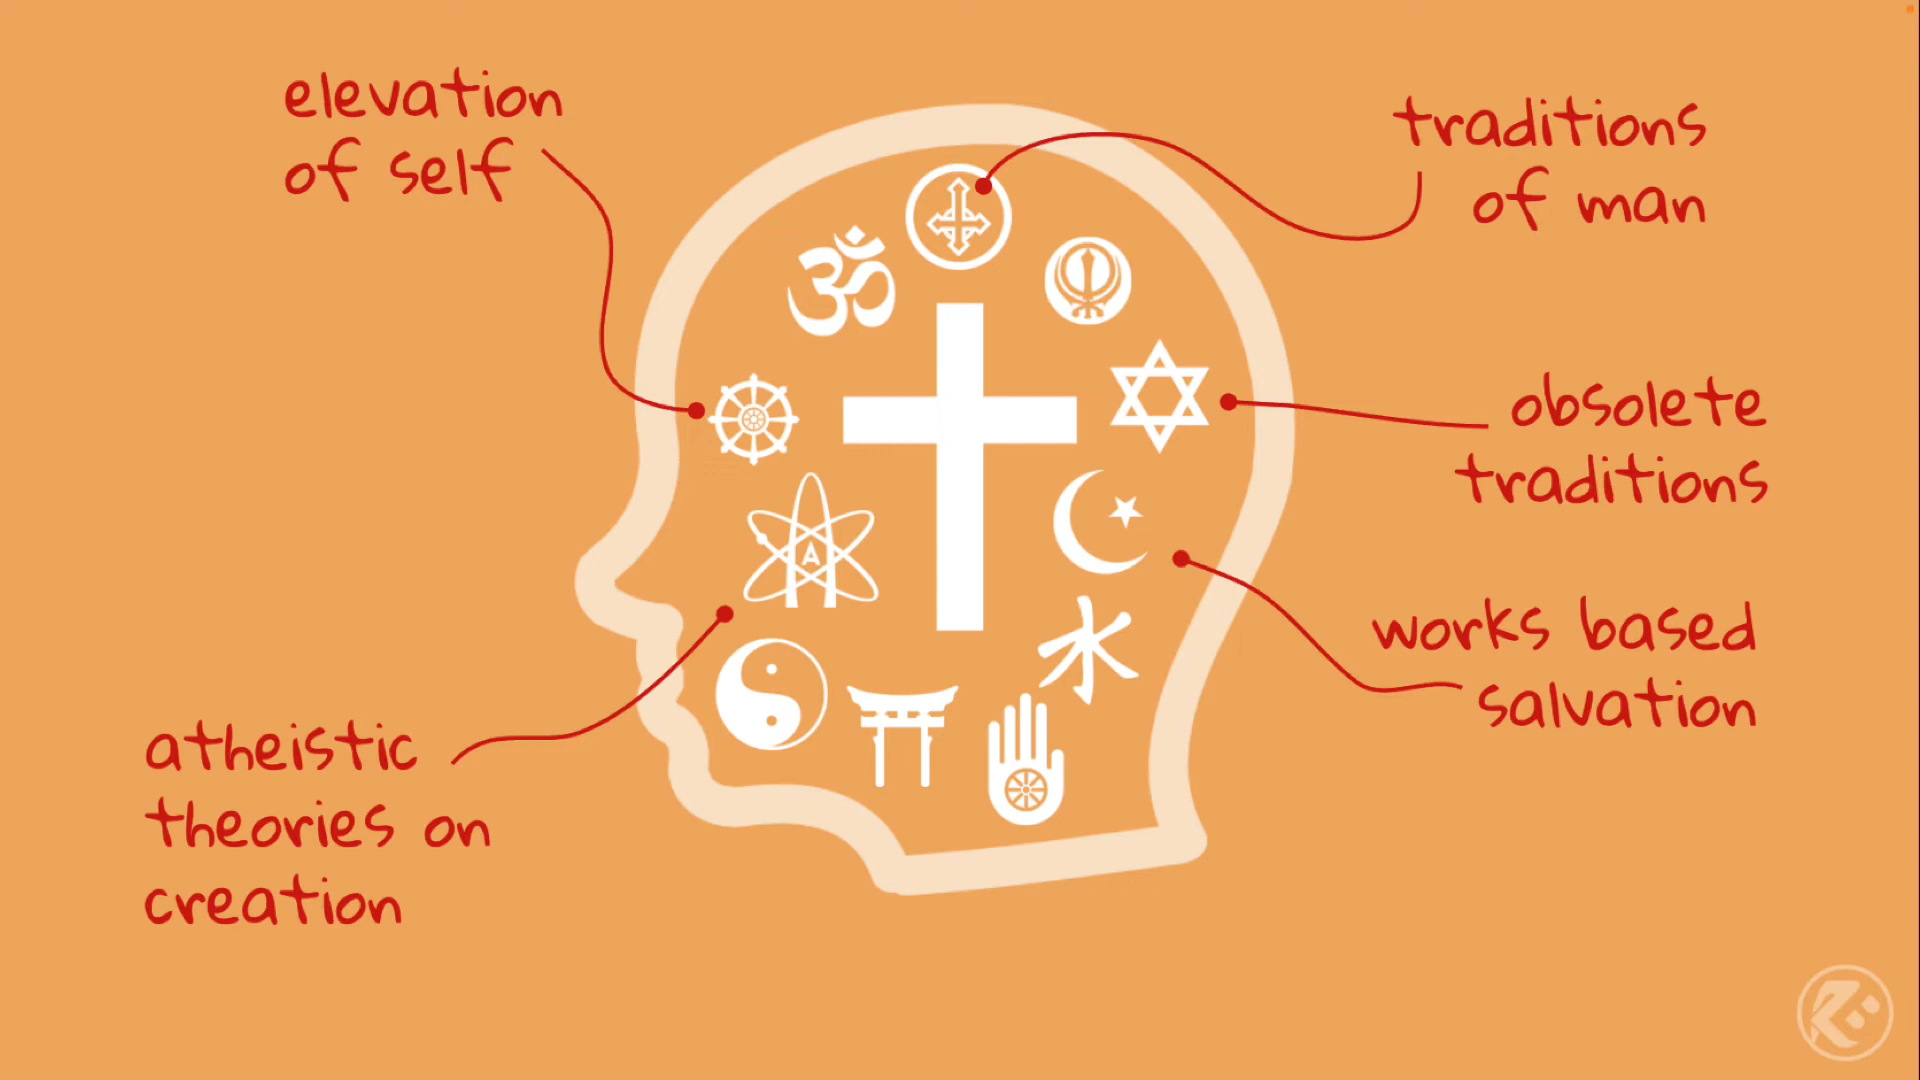 elevation
of self
traditions
of man
obsolete
traditions
works based
salvation
atheistic
theories on
creation
A